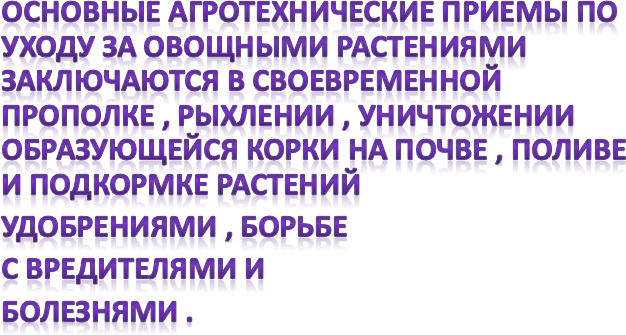 ОСНОВНЫЕ АГРОТЕХНИЧЕСКИЕ ПРИЕМЫ ПО
УХОДУ ЗА ОВОЩНЫМИ РАСТЕНИЯМИ
ЗАКЛЮЧАЮТСЯ В СВОЕВРЕМЕННОЙ
ПРОПОЛКЕ , РЫХЛЕНИИ , УНИЧТОЖЕНИИ
ОБРАЗУЮЩЕЙСЯ КОРКИ НА ПОЧВЕ , ПОЛИВЕ
И ПОДКОРМКЕ РАСТЕНИЙ
УДОБРЕНИЯМИ , БОРЬБЕ
С ВРЕДИТЕЛЯМИ И
БОЛЕЗНЯМИ .